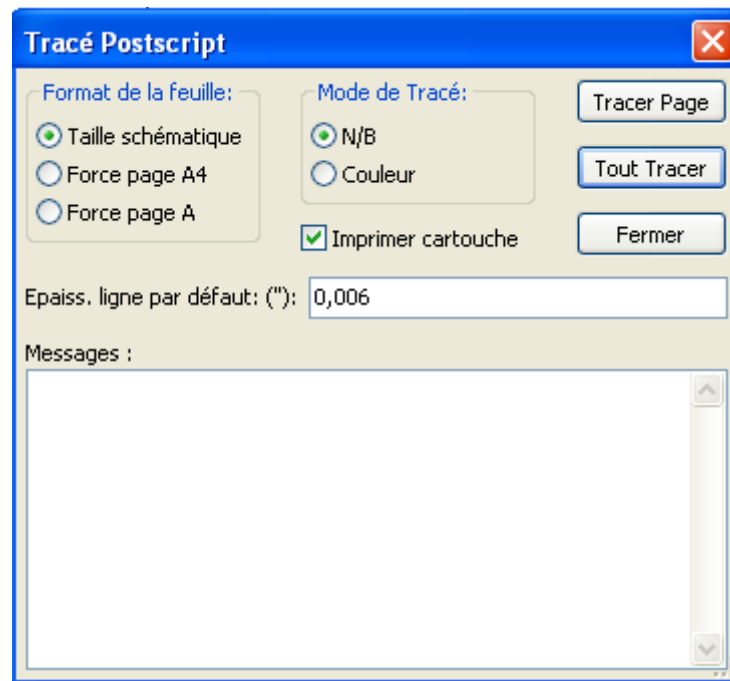 Tracé Postscript
Format de la feuille:
Taille schématique
Force page A4
Force page A
Mode de Tracé:
N/B
Couleur
Imprimer cartouche
Tracer Page
Tout Tracer
Fermer
Epaiss. ligne par défaut: ("): 0,006
Messages :